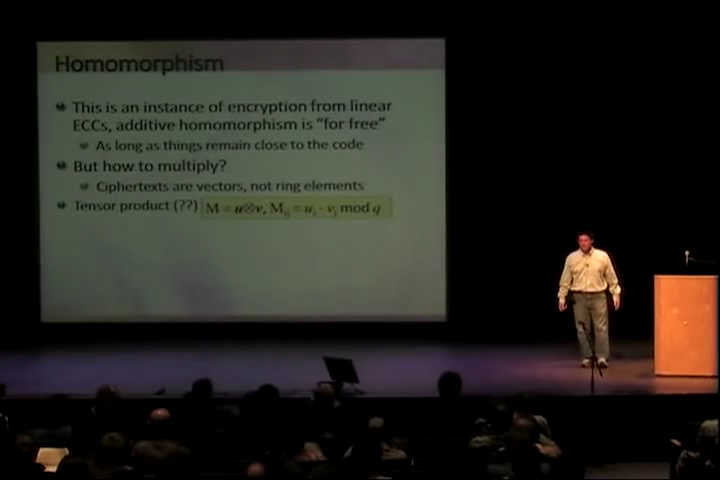 Homomorphism
This is an instance of encryption from linear
ECCs, additive homomorphism is "for free"
As long as things remain close to the code
But how to multiply?
Ciphertexts are vectors, not ring elements
Tensor product (??) M = u⊗v, Mᵢⱼ = uᵢ · vⱼ mod q